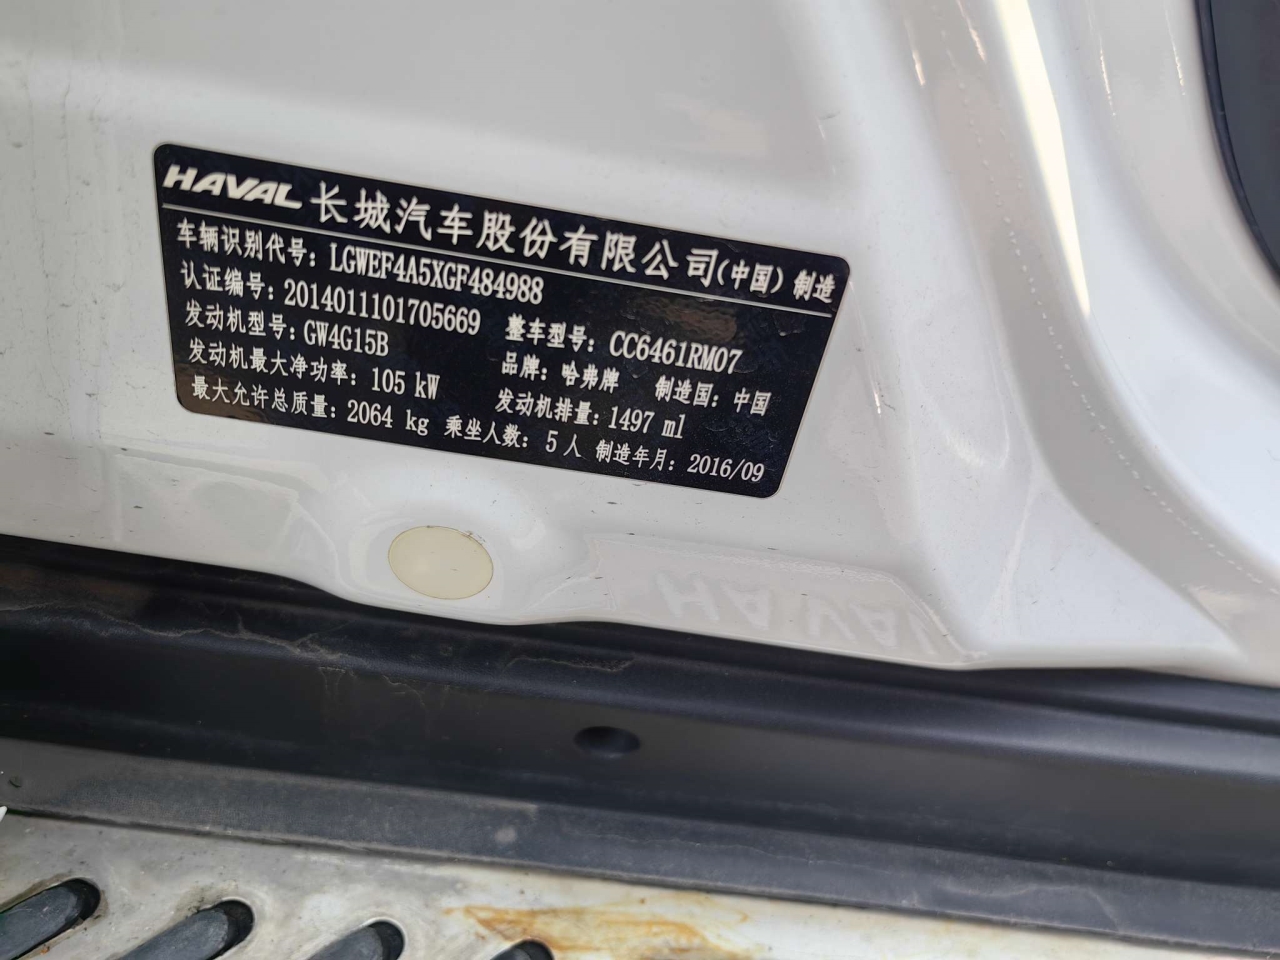 HAVAL 长城汽车股份有限公司(中国) 制造
车辆识别代号: LGWEF4A5XGF484988
认证编号: 2014011101705669 整车型号: CC6461RM07
发动机型号: GW4G15B 品牌: 哈弗牌 制造国: 中国
发动机最大净功率: 105 kW 发动机排量: 1497 ml
最大允许总质量: 2064 kg 乘坐人数: 5 人 制造年月: 2016/09
HAVAL